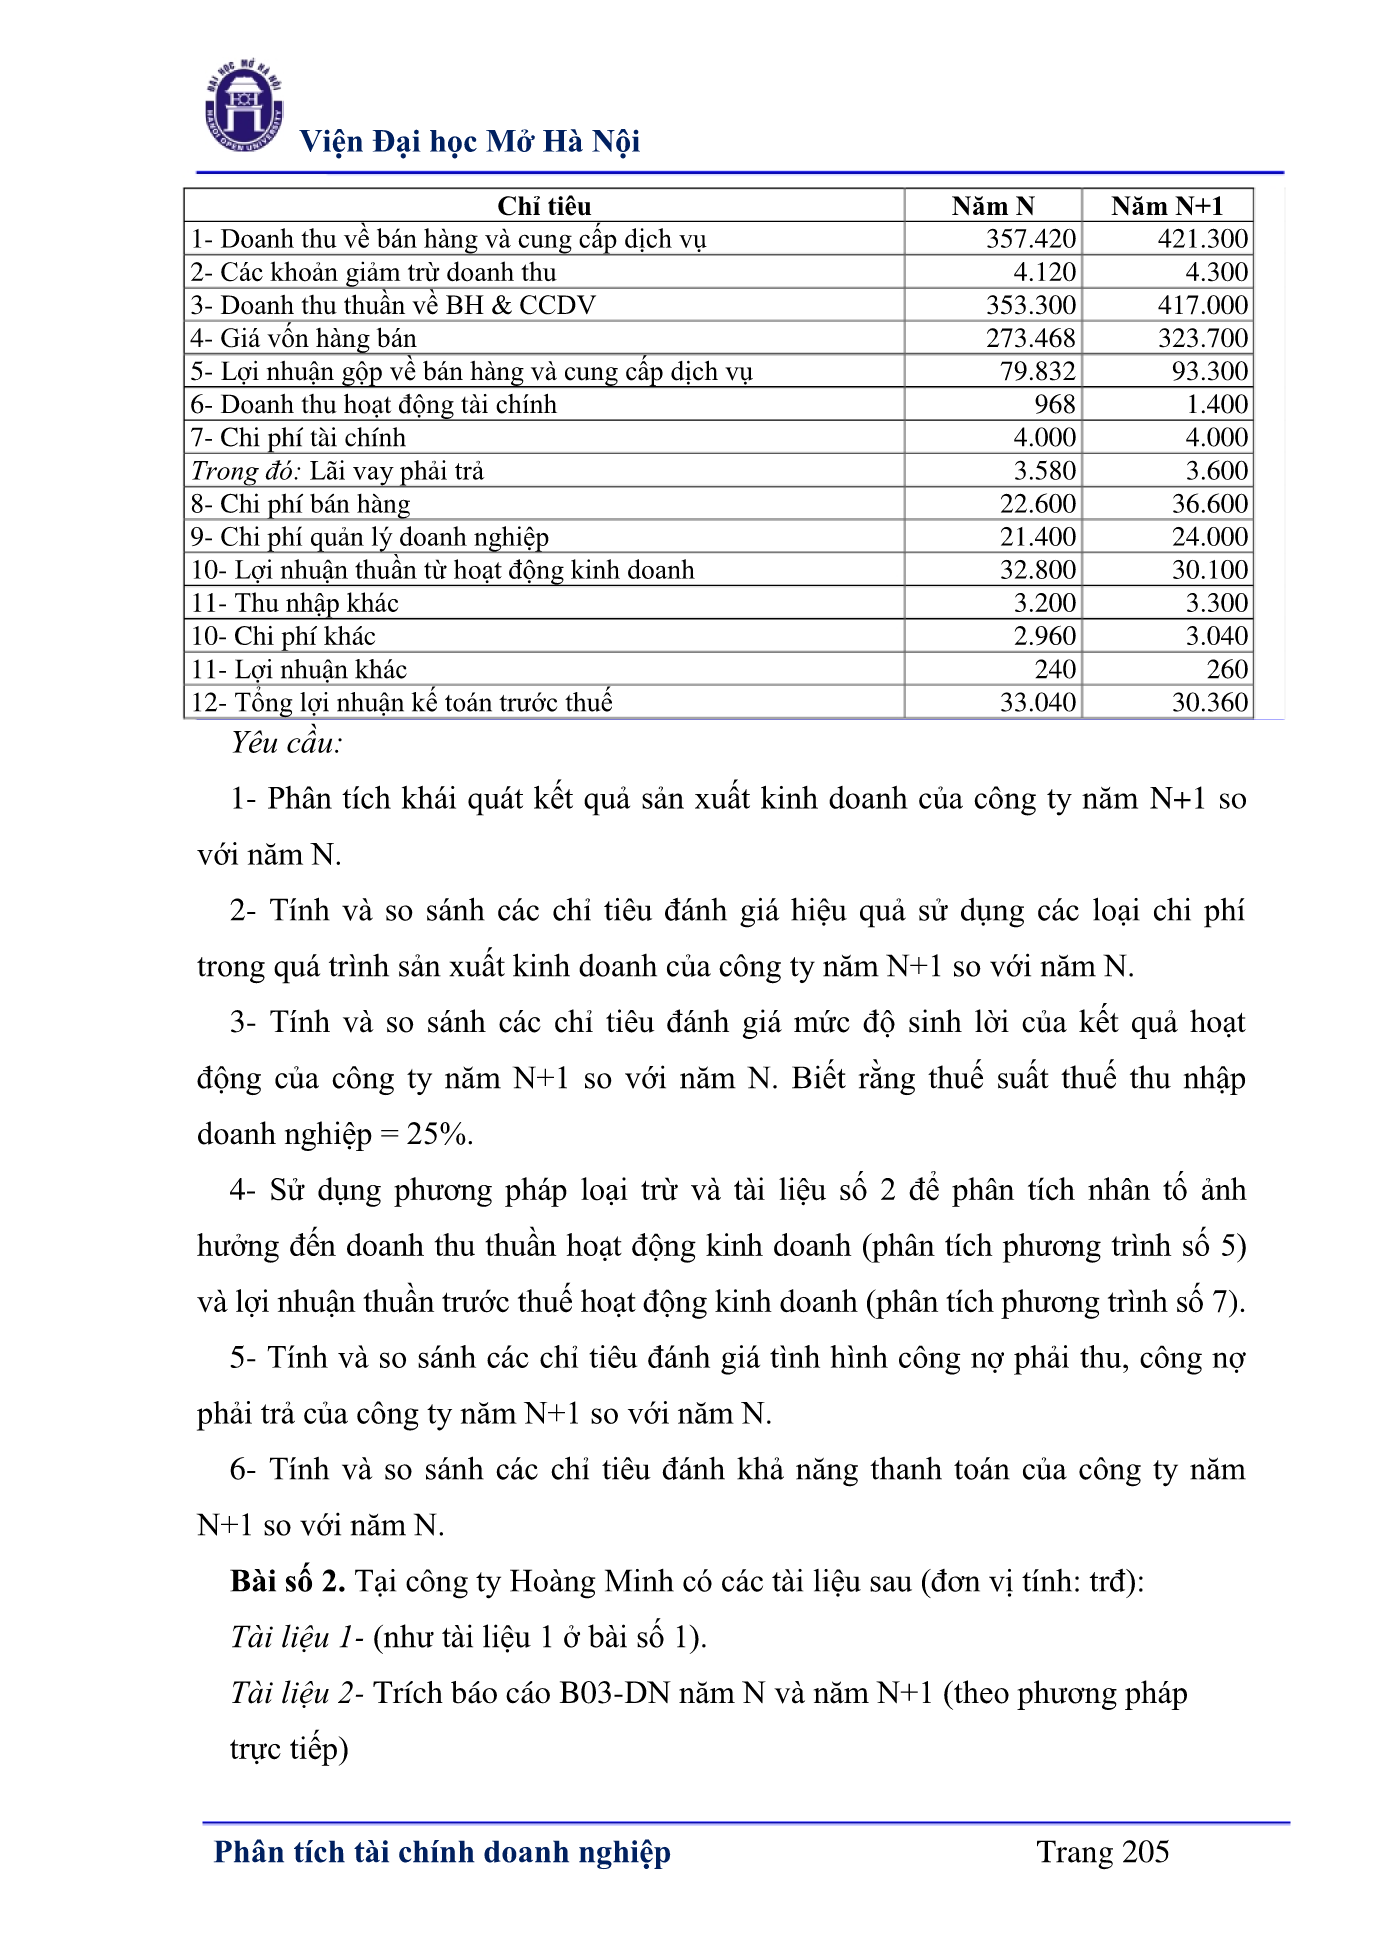 ĐẠI HỌC MỞ HÀ NỘI
HANOI OPEN UNIVERSITY
Viện Đại học Mở Hà Nội
Chỉ tiêu Năm N Năm N+1
1- Doanh thu về bán hàng và cung cấp dịch vụ 357.420 421.300
2- Các khoản giảm trừ doanh thu 4.120 4.300
3- Doanh thu thuần về BH & CCDV 353.300 417.000
4- Giá vốn hàng bán 273.468 323.700
5- Lợi nhuận gộp về bán hàng và cung cấp dịch vụ 79.832 93.300
6- Doanh thu hoạt động tài chính 968 1.400
7- Chi phí tài chính 4.000 4.000
Trong đó: Lãi vay phải trả 3.580 3.600
8- Chi phí bán hàng 22.600 36.600
9- Chi phí quản lý doanh nghiệp 21.400 24.000
10- Lợi nhuận thuần từ hoạt động kinh doanh 32.800 30.100
11- Thu nhập khác 3.200 3.300
10- Chi phí khác 2.960 3.040
11- Lợi nhuận khác 240 260
12- Tổng lợi nhuận kế toán trước thuế 33.040 30.360
Yêu cầu:
1- Phân tích khái quát kết quả sản xuất kinh doanh của công ty năm N+1 so
với năm N.
2- Tính và so sánh các chỉ tiêu đánh giá hiệu quả sử dụng các loại chi phí
trong quá trình sản xuất kinh doanh của công ty năm N+1 so với năm N.
3- Tính và so sánh các chỉ tiêu đánh giá mức độ sinh lời của kết quả hoạt
động của công ty năm N+1 so với năm N. Biết rằng thuế suất thuế thu nhập
doanh nghiệp = 25%.
4- Sử dụng phương pháp loại trừ và tài liệu số 2 để phân tích nhân tố ảnh
hưởng đến doanh thu thuần hoạt động kinh doanh (phân tích phương trình số 5)
và lợi nhuận thuần trước thuế hoạt động kinh doanh (phân tích phương trình số 7).
5- Tính và so sánh các chỉ tiêu đánh giá tình hình công nợ phải thu, công nợ
phải trả của công ty năm N+1 so với năm N.
6- Tính và so sánh các chỉ tiêu đánh khả năng thanh toán của công ty năm
N+1 so với năm N.
Bài số 2. Tại công ty Hoàng Minh có các tài liệu sau (đơn vị tính: trđ):
Tài liệu 1- (như tài liệu 1 ở bài số 1).
Tài liệu 2- Trích báo cáo B03-DN năm N và năm N+1 (theo phương pháp
trực tiếp)
Phân tích tài chính doanh nghiệp Trang 205